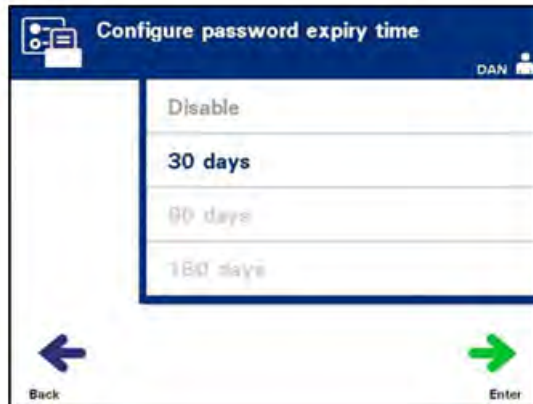 Configure password expiry time
DAN
Disable
30 days
90 days
180 days
Back
Enter